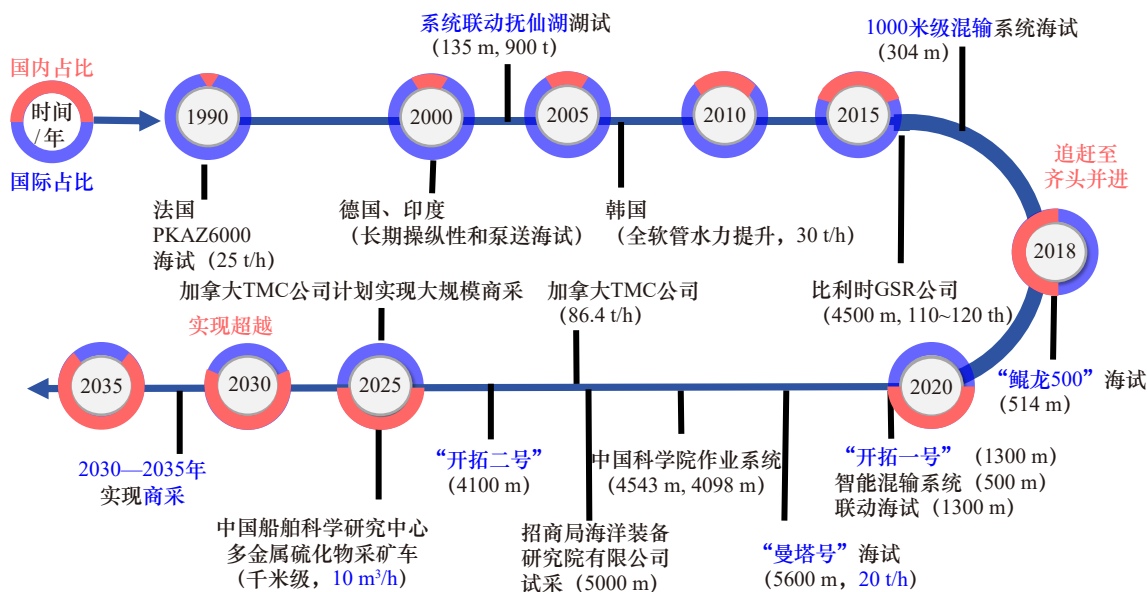 国内占比
时间
/年
国际占比
1990
法国
PKAZ6000
海试（25 t/h）
2000
德国、印度
（长期操纵性和泵送海试）
系统联动抚仙湖湖试
(135 m, 900 t)
2005
韩国
（全软管水力提升，30 t/h）
2010
2015
比利时GSR公司
(4500 m, 110~120 th)
1000米级混输系统海试
(304 m)
追赶至
齐头并进
2018
“鲲龙500”海试
(514 m)
2020
“开拓一号”（1300 m)
智能混输系统（500 m)
联动海试（1300 m）
“曼塔号”海试
(5600 m, 20 t/h)
中国科学院作业系统
(4543 m, 4098 m)
加拿大TMC公司
(86.4 t/h)
招商局海洋装备
研究院有限公司
试采（5000 m）
“开拓二号”
(4100 m)
加拿大TMC公司计划实现大规模商采
2025
中国船舶科学研究中心
多金属硫化物采矿车
（千米级，10 m³/h）
实现超越
2030
2030—2035年
实现商采
2035